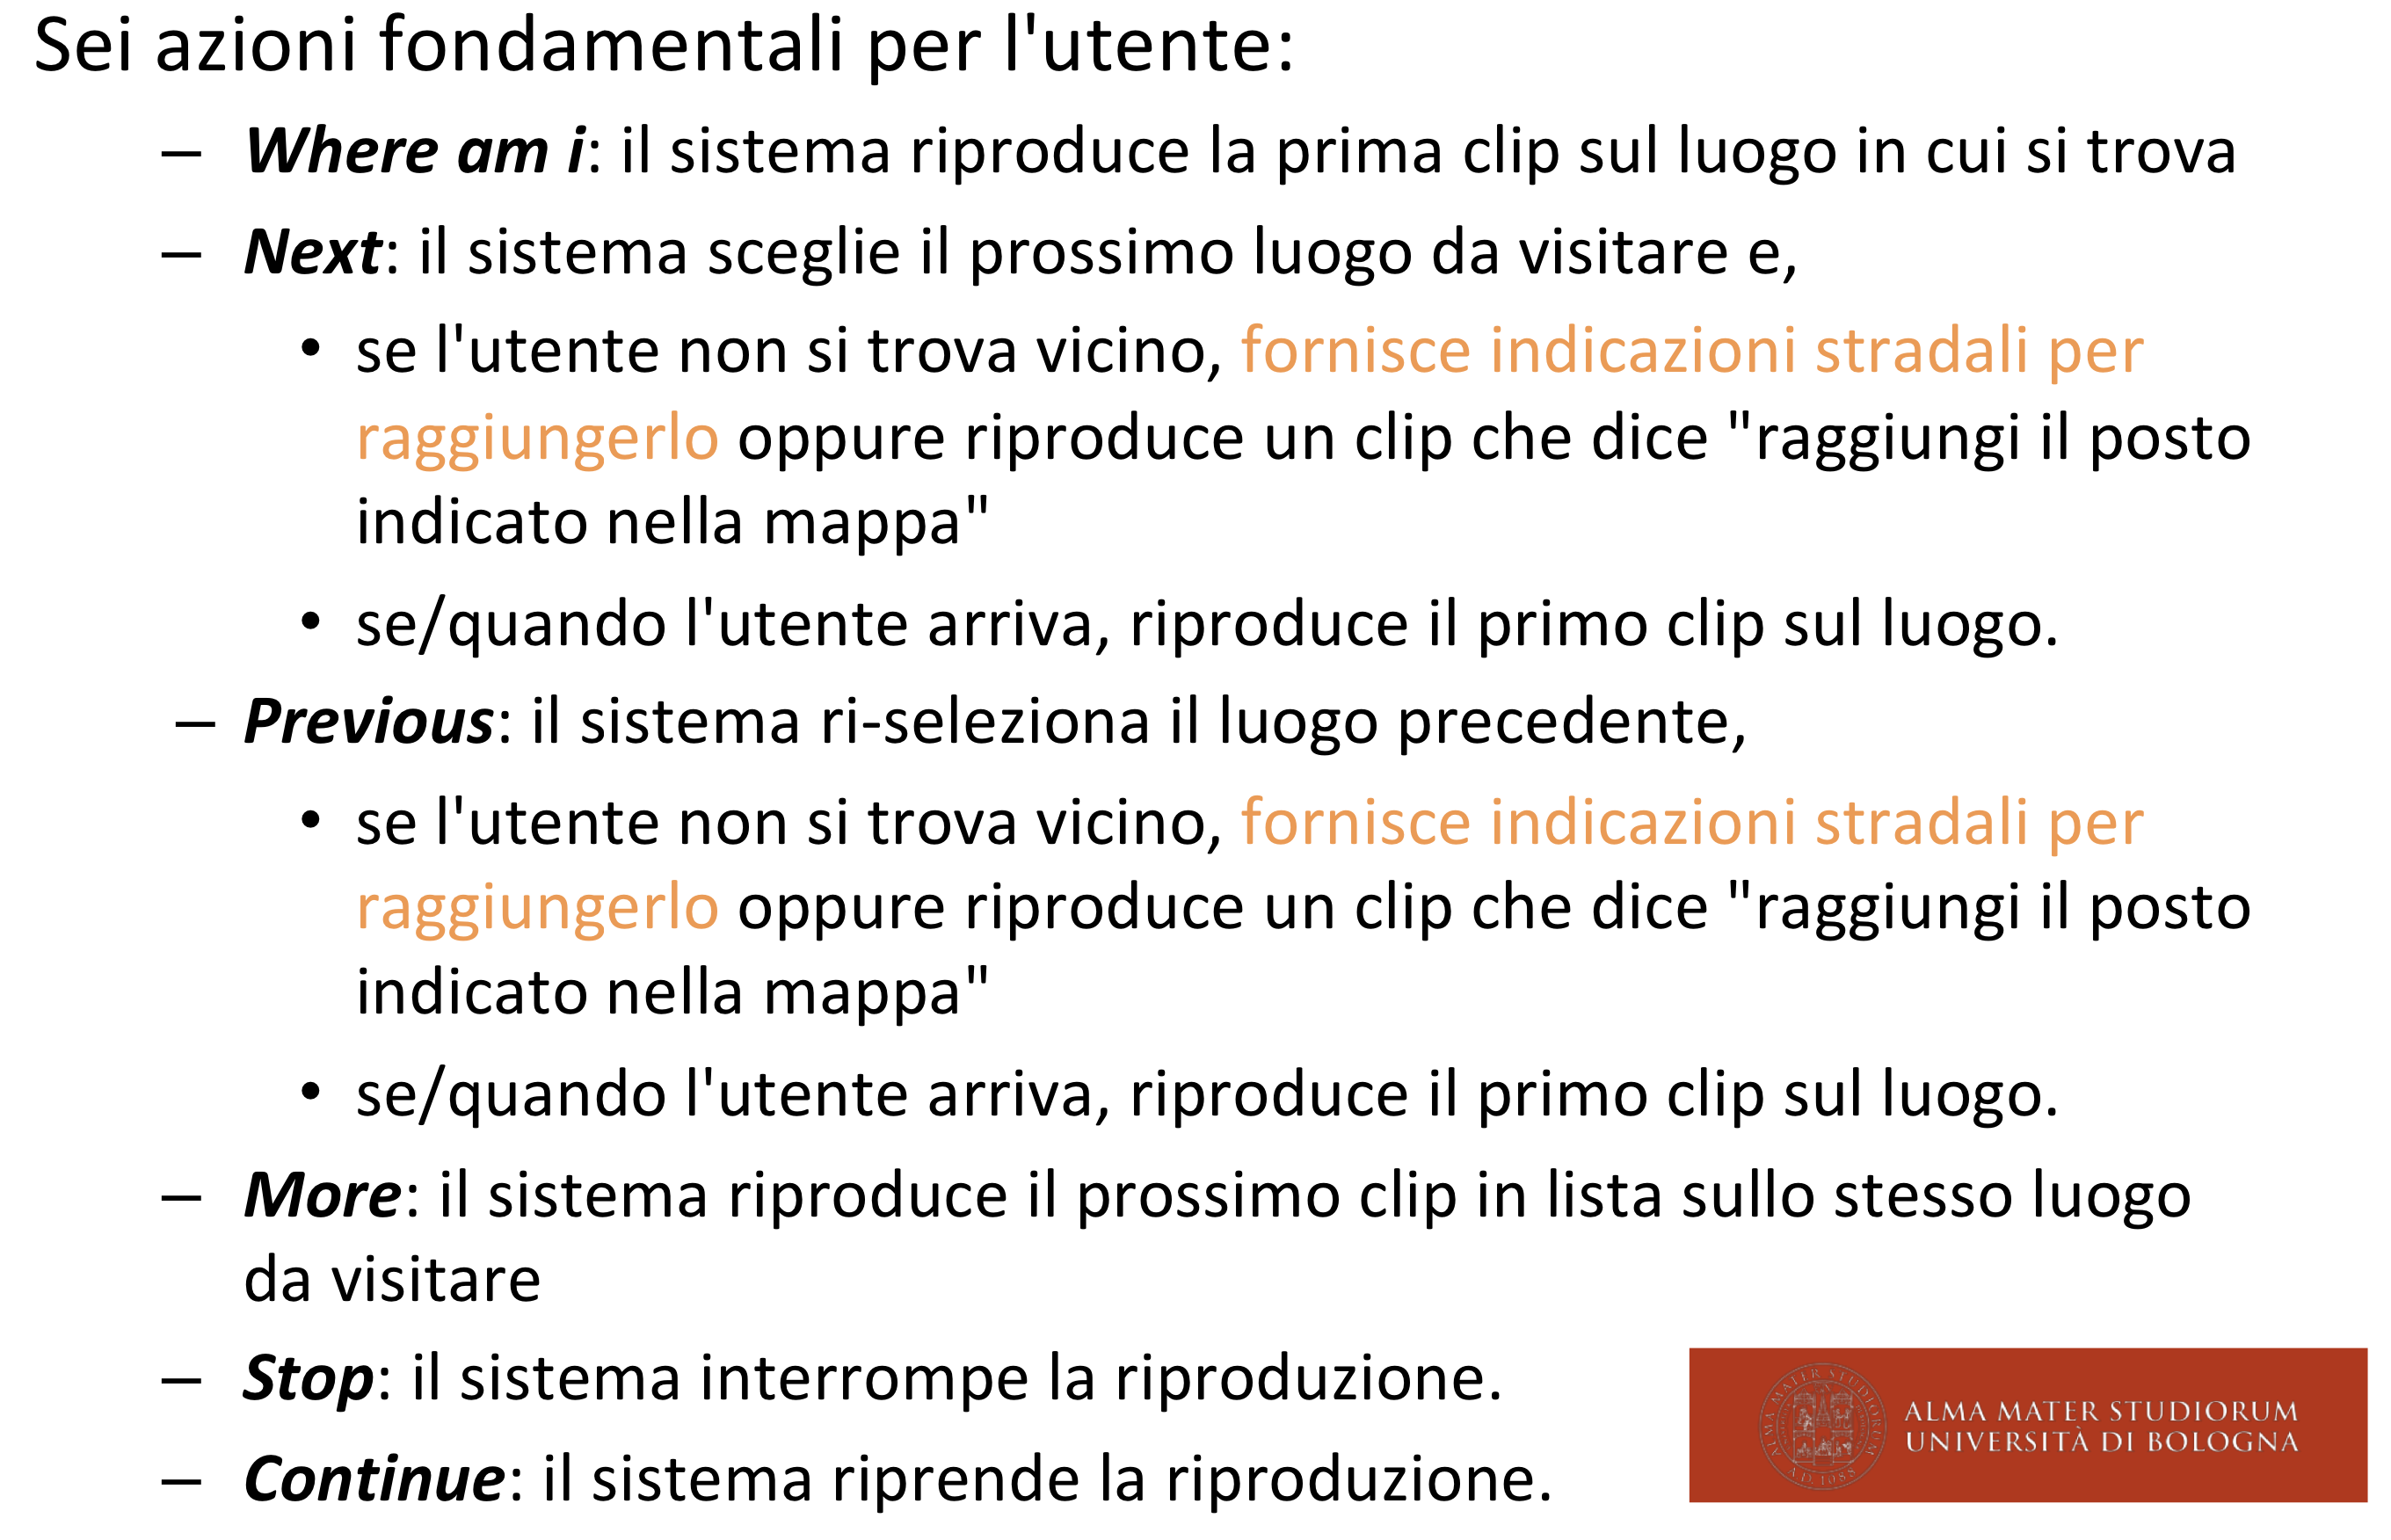 Sei azioni fondamentali per l'utente:
– Where am i: il sistema riproduce la prima clip sul luogo in cui si trova
– Next: il sistema sceglie il prossimo luogo da visitare e,
• se l'utente non si trova vicino, fornisce indicazioni stradali per
raggiungerlo oppure riproduce un clip che dice "raggiungi il posto
indicato nella mappa"
• se/quando l'utente arriva, riproduce il primo clip sul luogo.
– Previous: il sistema ri-seleziona il luogo precedente,
• se l'utente non si trova vicino, fornisce indicazioni stradali per
raggiungerlo oppure riproduce un clip che dice "raggiungi il posto
indicato nella mappa"
• se/quando l'utente arriva, riproduce il primo clip sul luogo.
– More: il sistema riproduce il prossimo clip in lista sullo stesso luogo
da visitare
– Stop: il sistema interrompe la riproduzione.
– Continue: il sistema riprende la riproduzione.
ALMA MATER STUDIORUM
A.D. 1088
ALMA MATER STUDIORUM
UNIVERSITÀ DI BOLOGNA